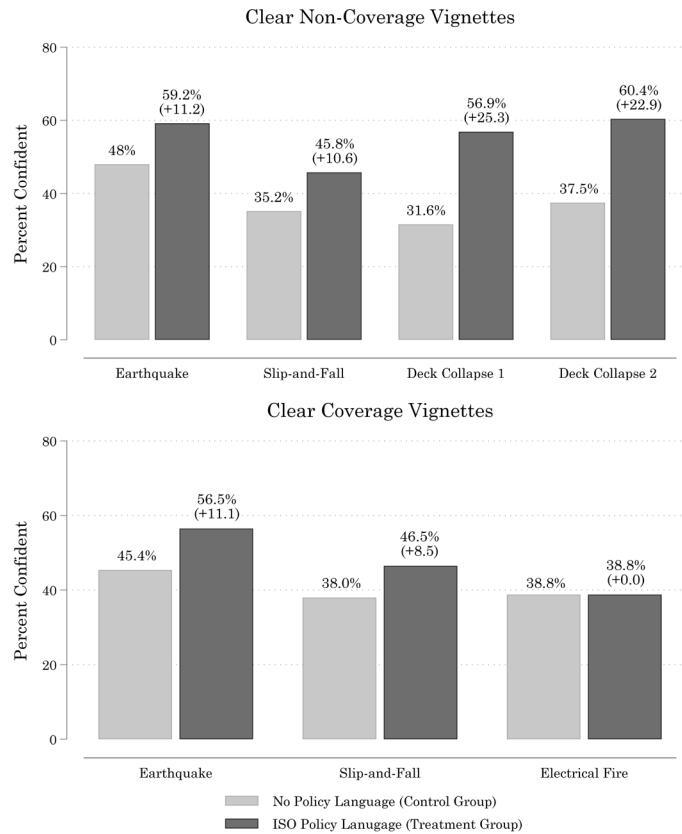 Clear Non-Coverage Vignettes
Percent Confident
80
60
40
20
0
48%
59.2%
(+11.2)
35.2%
45.8%
(+10.6)
31.6%
56.9%
(+25.3)
37.5%
60.4%
(+22.9)
Earthquake
Slip-and-Fall
Deck Collapse 1
Deck Collapse 2
Clear Coverage Vignettes
Percent Confident
80
60
40
20
0
45.4%
56.5%
(+11.1)
38.0%
46.5%
(+8.5)
38.8%
38.8%
(+0.0)
Earthquake
Slip-and-Fall
Electrical Fire
No Policy Language (Control Group)
ISO Policy Lanugage (Treatment Group)